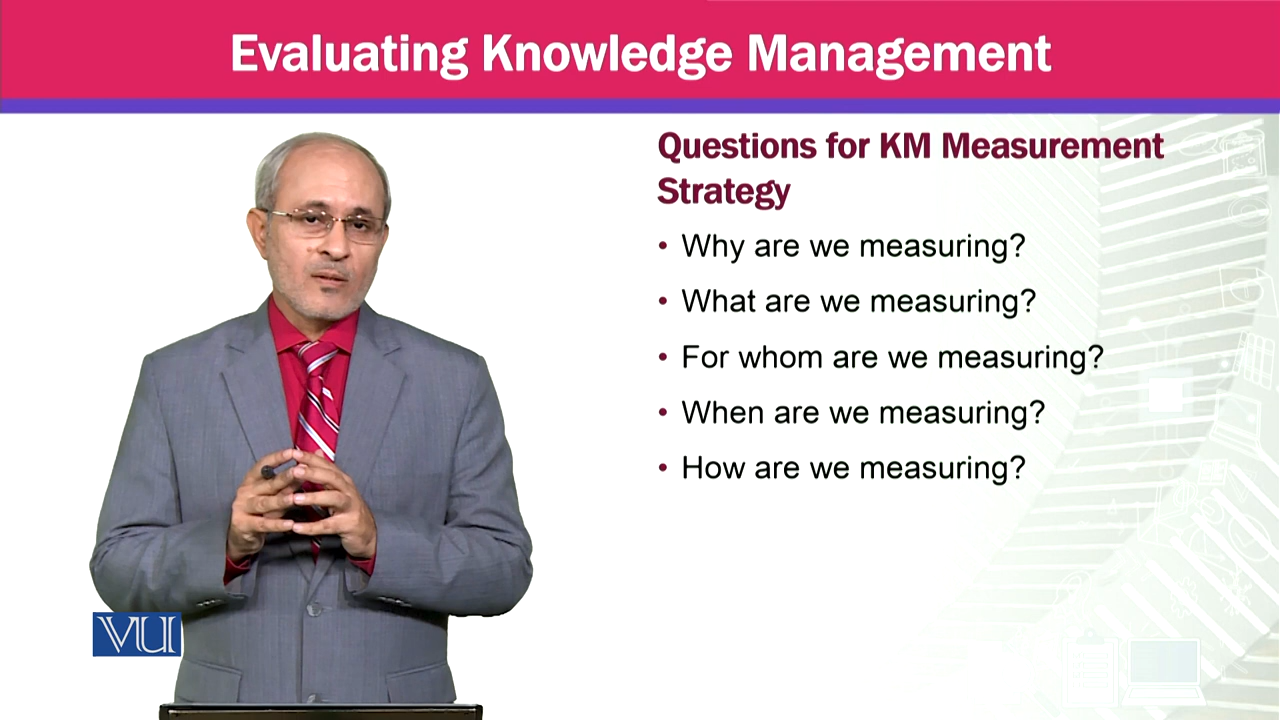 Evaluating Knowledge Management
Questions for KM Measurement
Strategy
• Why are we measuring?
• What are we measuring?
• For whom are we measuring?
• When are we measuring?
• How are we measuring?
VU